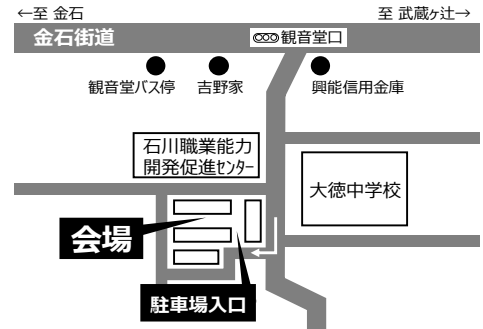 ←至 金石
至 武蔵ヶ辻→
金石街道
観音堂口
観音堂バス停
吉野家
興能信用金庫
石川職業能力
開発促進センター
大徳中学校
会場
駐車場入口